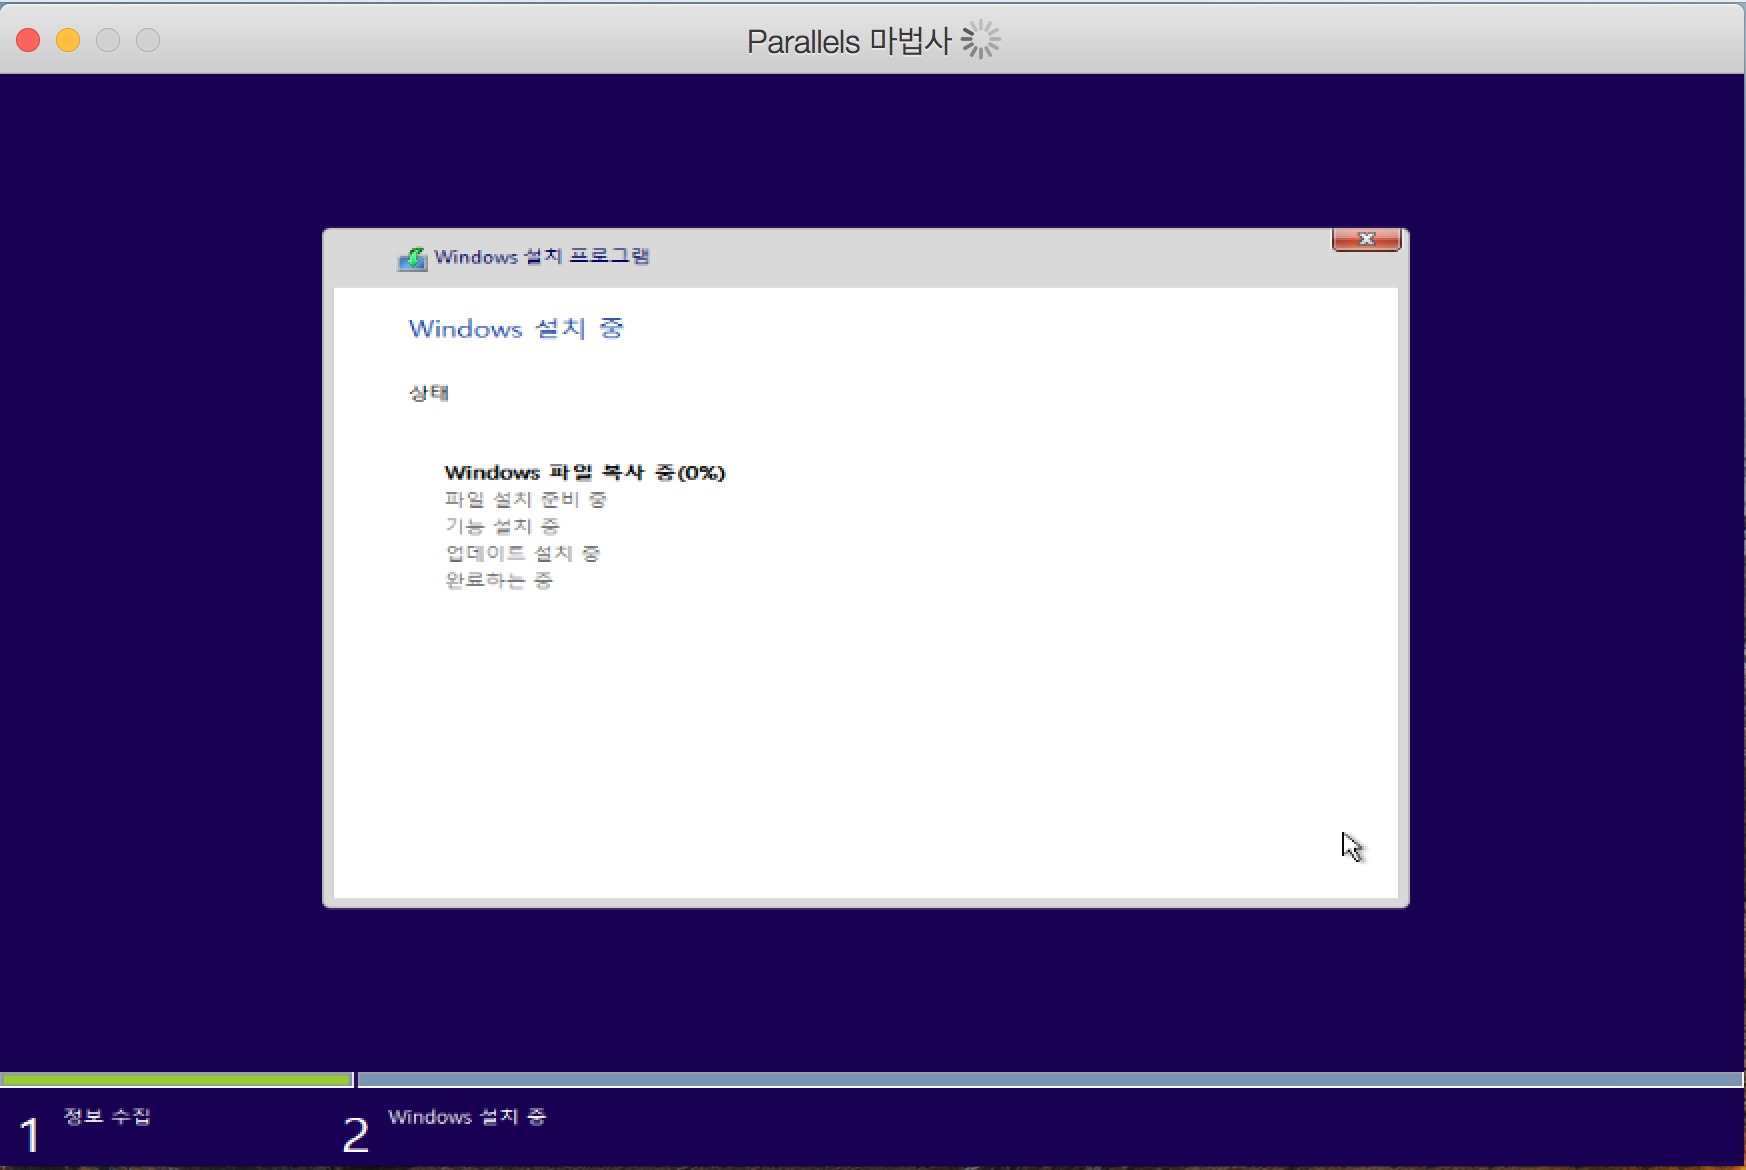 Parallels 마법사
Windows 설치 프로그램
Windows 설치 중
상태
Windows 파일 복사 중(0%)
파일 설치 준비 중
기능 설치 중
업데이트 설치 중
완료하는 중
1 정보 수집
2 Windows 설치 중